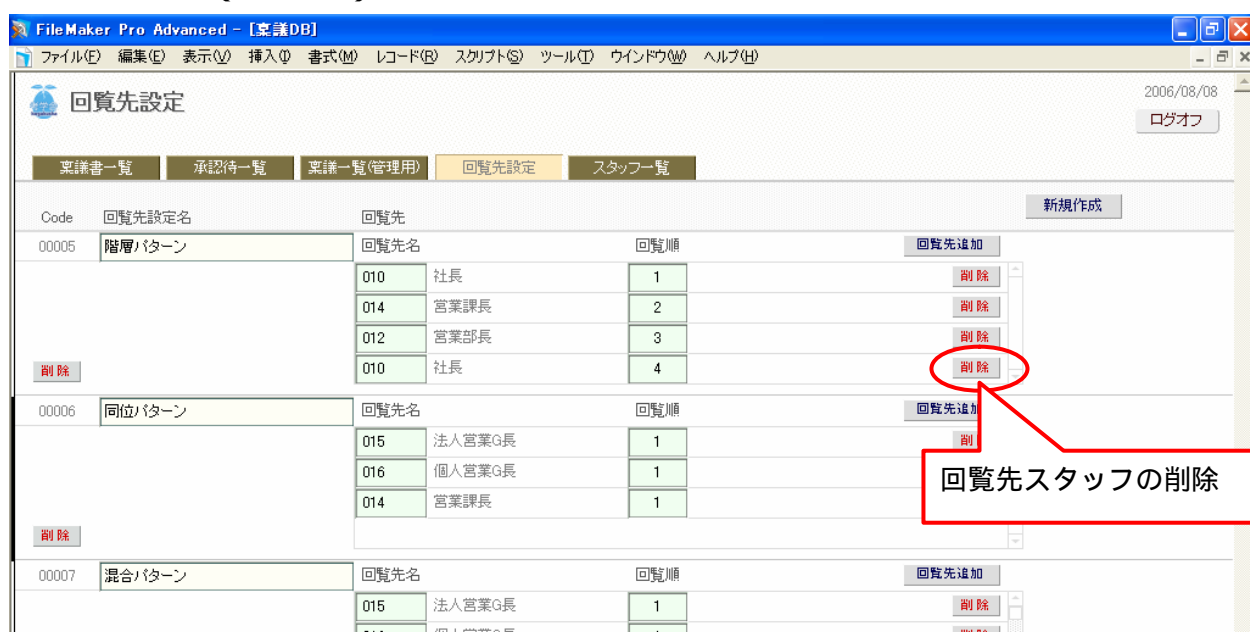 FileMaker Pro Advanced - [稟議DB]
ファイル(F) 編集(E) 表示(V) 挿入(I) 書式(M) レコード(R) スクリプト(S) ツール(T) ウインドウ(W) ヘルプ(H)
回覧先設定
2006/08/08
ログオフ
稟議書一覧 承認待一覧 稟議一覧(管理用) 回覧先設定 スタッフ一覧
新規作成
Code 回覧先設定名 回覧先
00005 階層パターン 回覧先名 回覧順 回覧先追加
010 社長 1 削除
014 営業課長 2 削除
012 営業部長 3 削除
削除 010 社長 4 削除
00006 同位パターン 回覧先名 回覧順 回覧先追加
015 法人営業G長 1 削
016 個人営業G長 1
014 営業課長 1
回覧先スタッフの削除
削除
00007 混合パターン 回覧先名 回覧順 回覧先追加
015 法人営業G長 1 削除